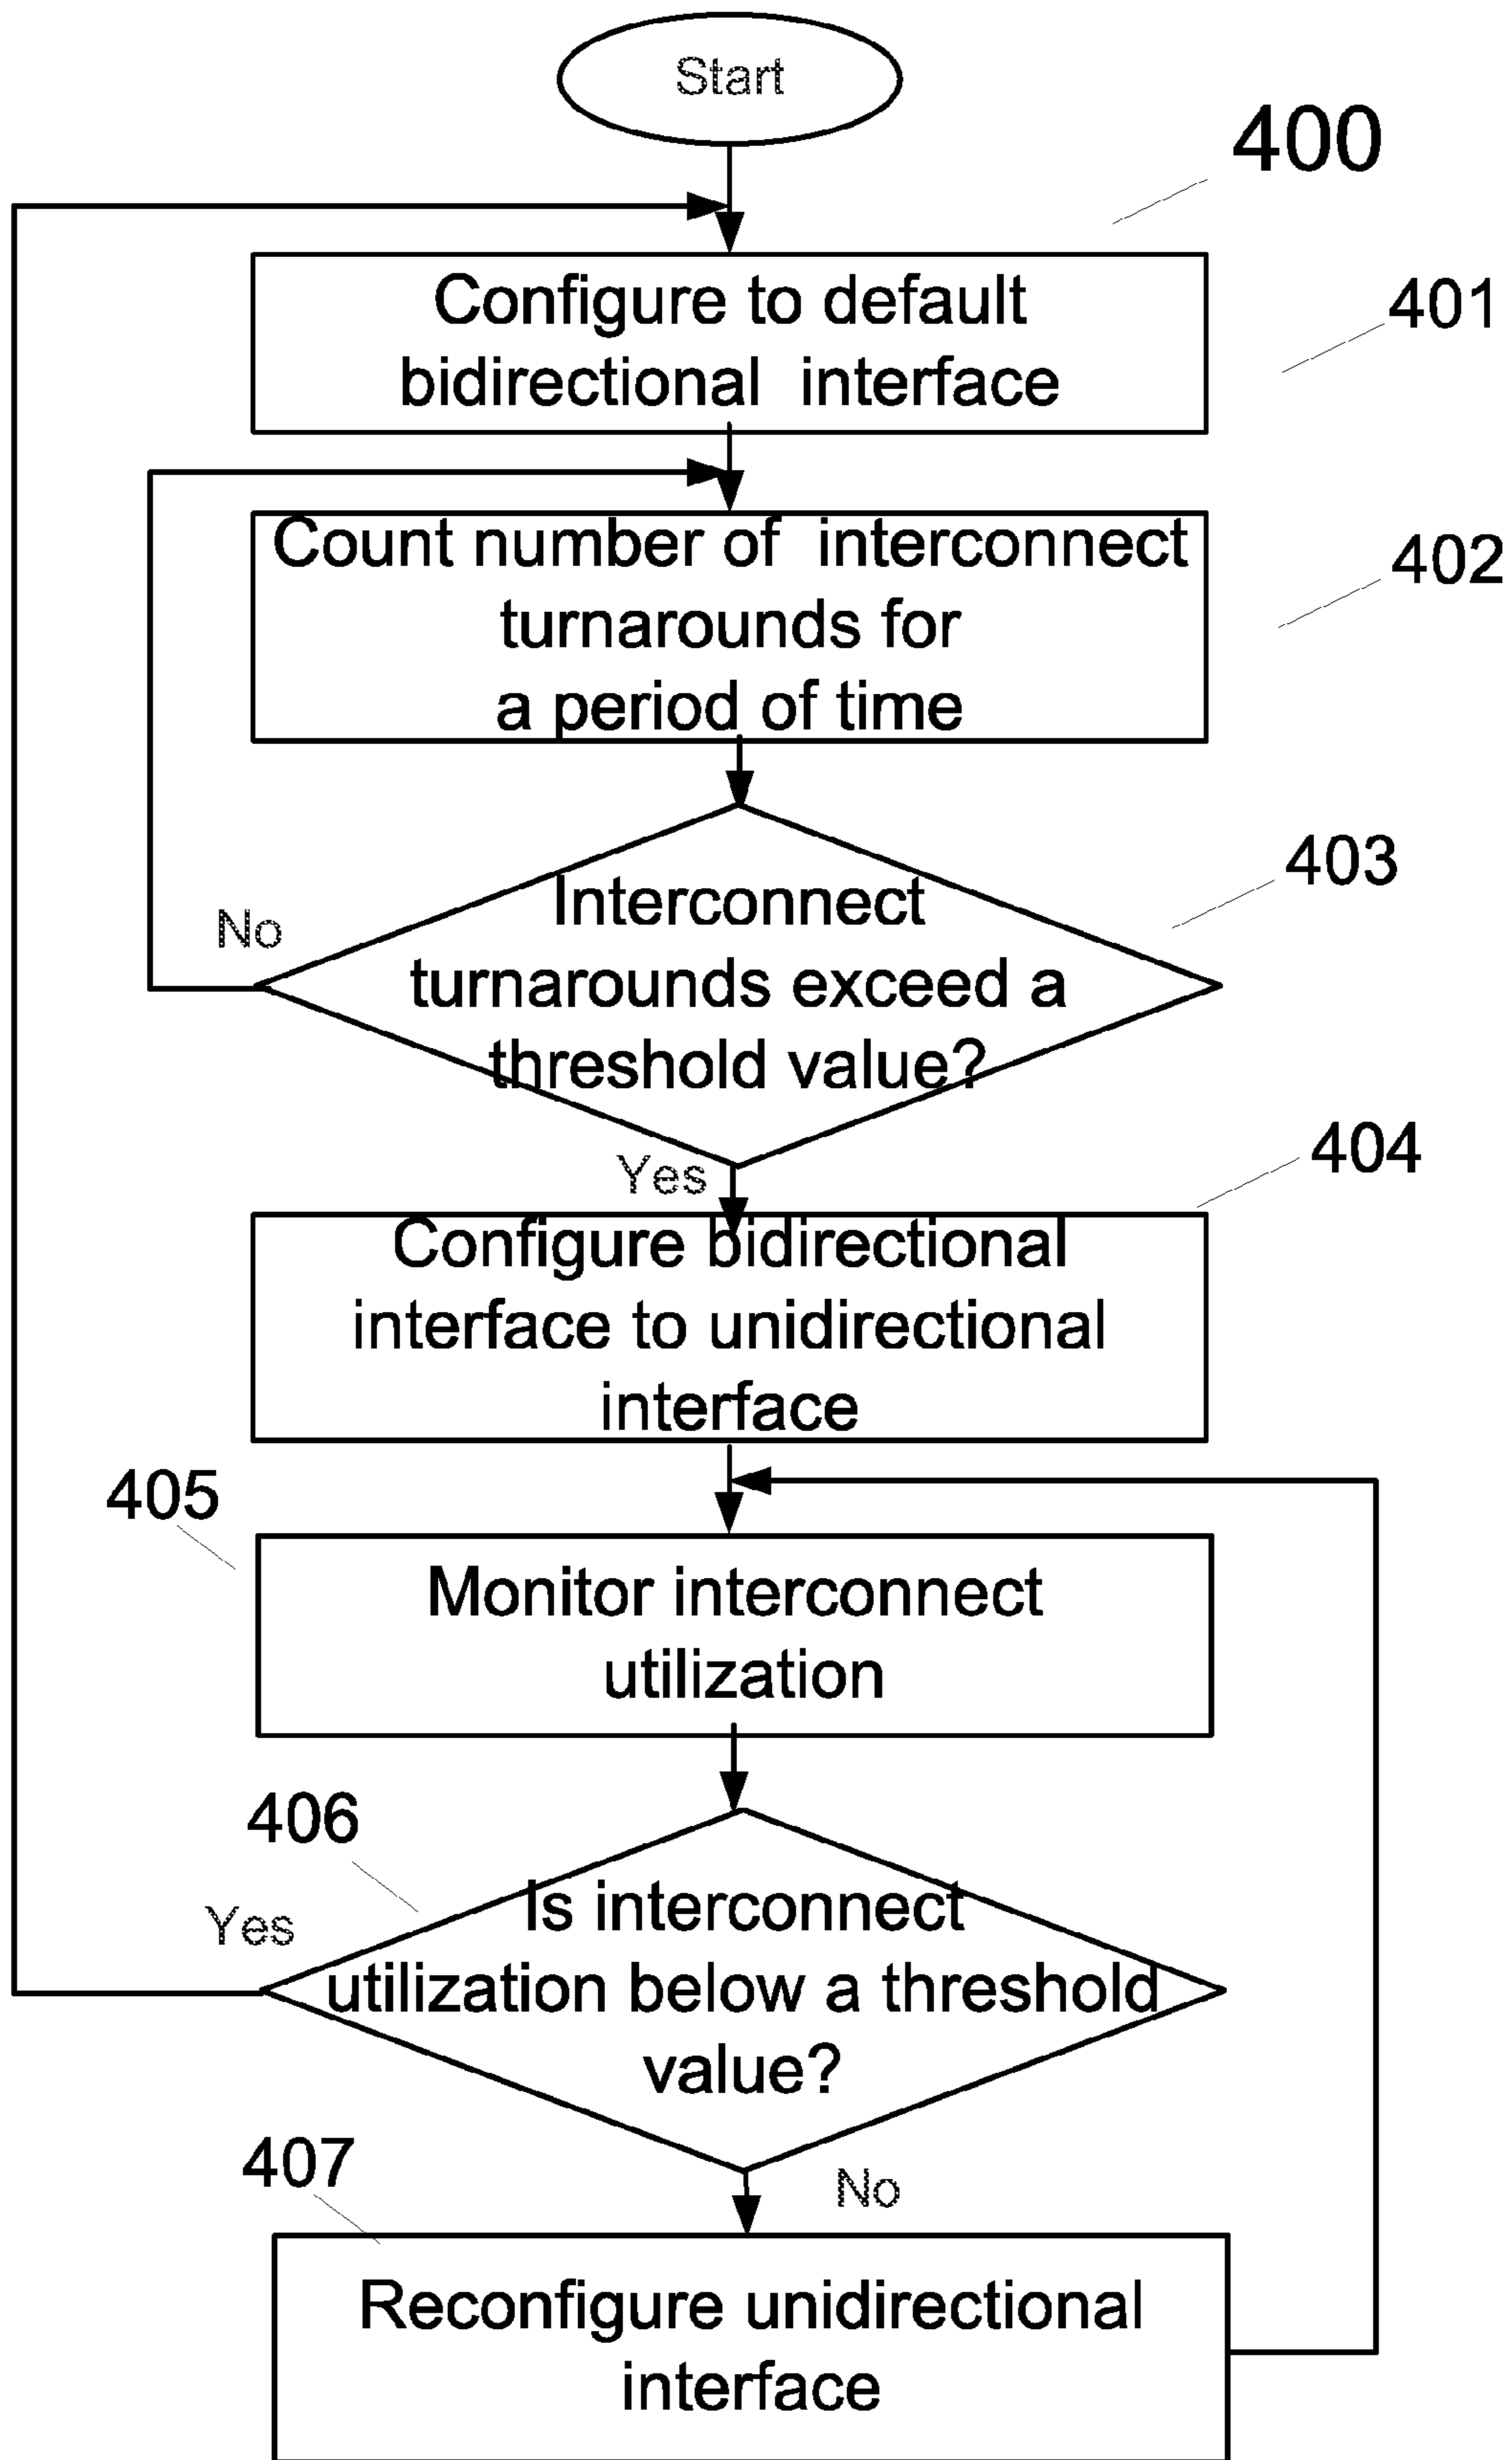 Start
400
Configure to default
bidirectional interface
401
Count number of interconnect
turnarounds for
a period of time
402
Interconnect
turnarounds exceed a
threshold value?
403
No
Yes
404
Configure bidirectional
interface to unidirectional
interface
405
Monitor interconnect
utilization
406
Yes
Is interconnect
utilization below a threshold
value?
407
No
Reconfigure unidirectional
interface